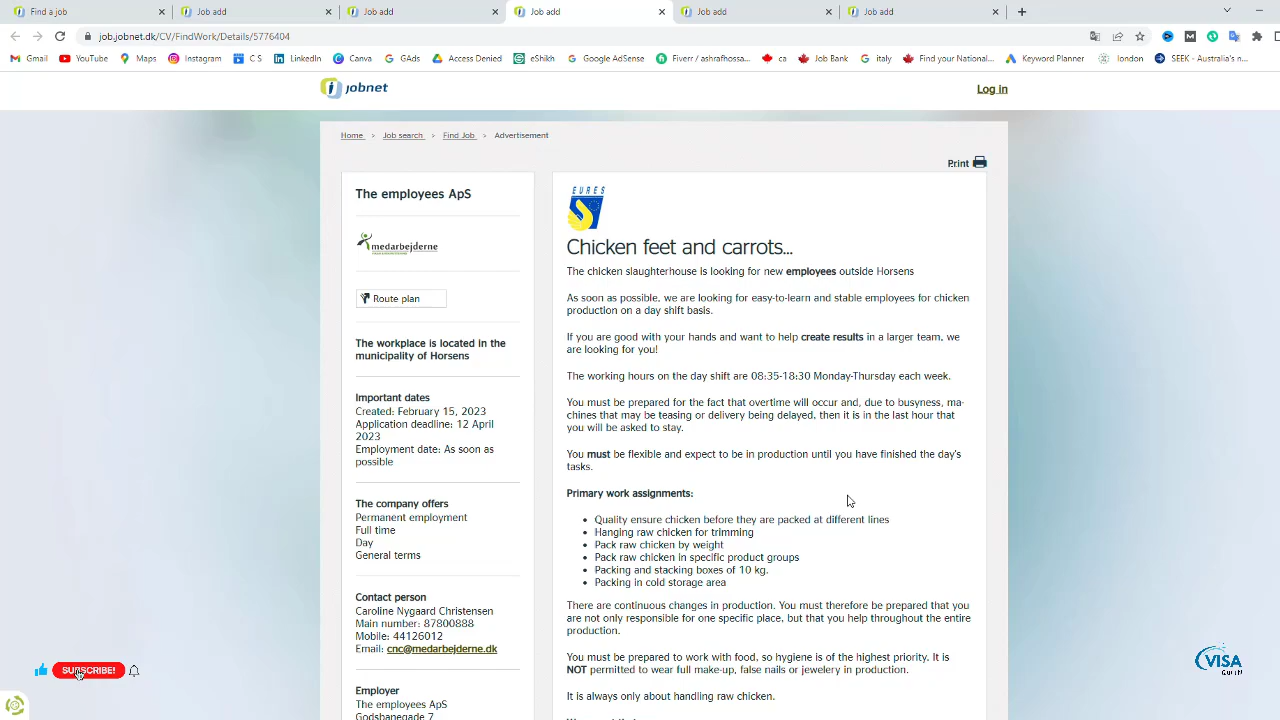 Find a job
Job add
Job add
Job add
Job add
Job add
job.jobnet.dk/CV/FindWork/Details/5776404
Gmail YouTube Maps Instagram C S LinkedIn Canva GAds Access Denied eShikh Google AdSense Fiverr / ashrafhossa... ca Job Bank italy Find your National... Keyword Planner london SEEK - Australia's n...
jobnet
Log in
Home > Job search > Find Job > Advertisement
Print
The employees ApS
medarbejderne
Route plan
The workplace is located in the
municipality of Horsens
Important dates
Created: February 15, 2023
Application deadline: 12 April
2023
Employment date: As soon as
possible
The company offers
Permanent employment
Full time
Day
General terms
Contact person
Caroline Nygaard Christensen
Main number: 87800888
Mobile: 44126012
Email: cnc@medarbejderne.dk
Employer
The employees ApS
Godsbanegade 7
EURES
Chicken feet and carrots...
The chicken slaughterhouse is looking for new employees outside Horsens
As soon as possible, we are looking for easy-to-learn and stable employees for chicken
production on a day shift basis.
If you are good with your hands and want to help create results in a larger team, we
are looking for you!
The working hours on the day shift are 08:35-18:30 Monday-Thursday each week.
You must be prepared for the fact that overtime will occur and, due to busyness, ma-
chines that may be teasing or delivery being delayed, then it is in the last hour that
you will be asked to stay.
You must be flexible and expect to be in production until you have finished the day's
tasks.
Primary work assignments:
• Quality ensure chicken before they are packed at different lines
• Hanging raw chicken for trimming
• Pack raw chicken by weight
• Pack raw chicken in specific product groups
• Packing and stacking boxes of 10 kg.
• Packing in cold storage area
There are continuous changes in production. You must therefore be prepared that you
are not only responsible for one specific place, but that you help throughout the entire
production.
You must be prepared to work with food, so hygiene is of the highest priority. It is
NOT permitted to wear full make-up, false nails or jewelery in production.
It is always only about handling raw chicken.
SUBSCRIBE!
VISA